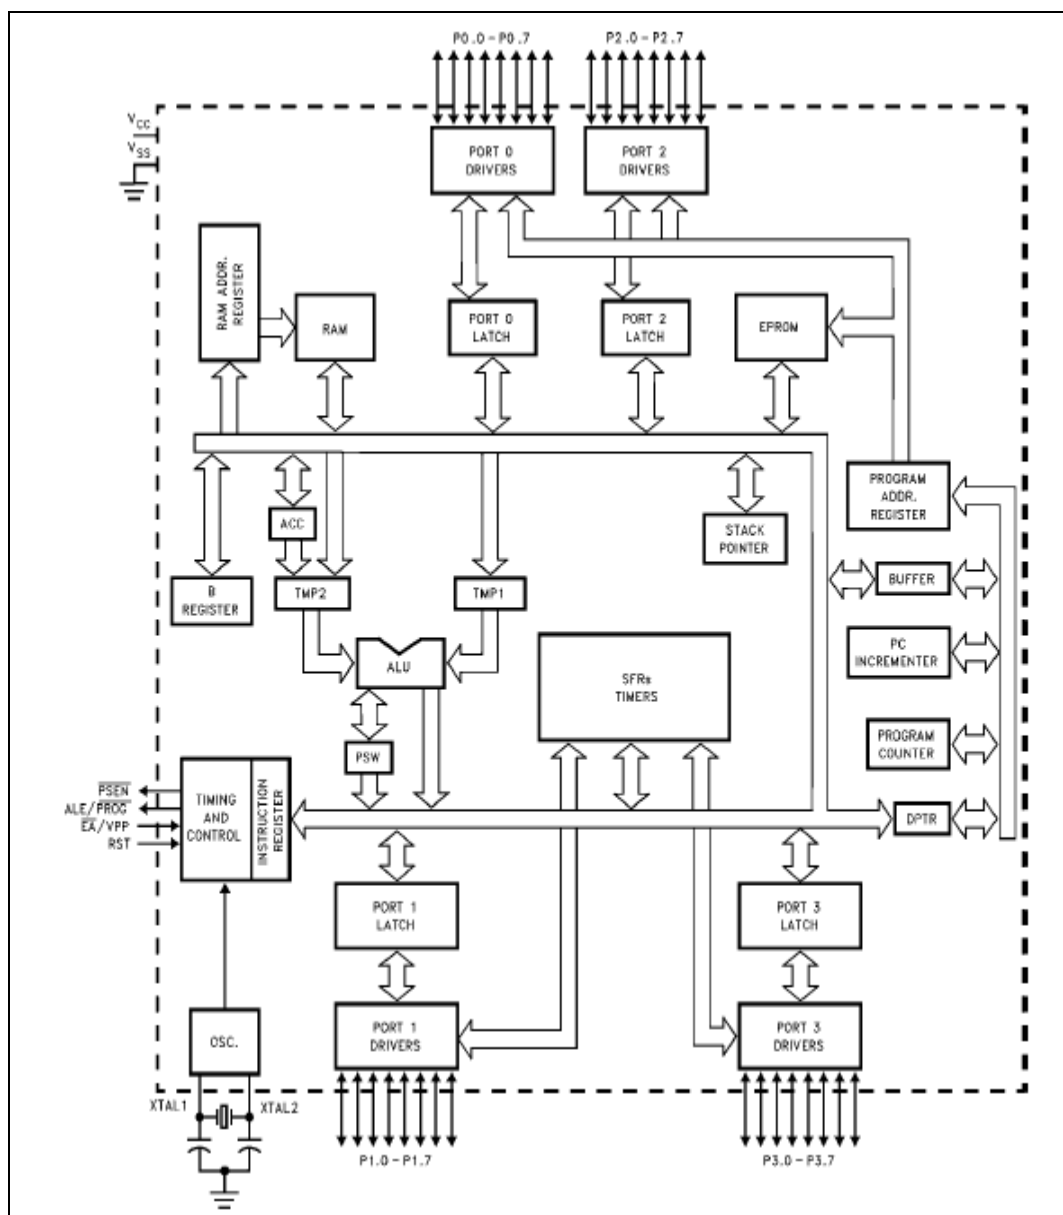 P0.0-P0.7
P2.0-P2.7
VCC
VSS
PORT 0
DRIVERS
PORT 2
DRIVERS
RAM ADDR.
REGISTER
RAM
PORT 0
LATCH
PORT 2
LATCH
EPROM
PROGRAM
ADDR.
REGISTER
ACC
STACK
POINTER
B
REGISTER
TMP2
TMP1
BUFFER
ALU
SFRs
TIMERS
PC
INCREMENTER
PSW
PROGRAM
COUNTER
PSEN
ALE/PROG
EA/VPP
RST
TIMING
AND
CONTROL
INSTRUCTION
REGISTER
DPTR
PORT 1
LATCH
PORT 3
LATCH
OSC.
PORT 1
DRIVERS
PORT 3
DRIVERS
XTAL1
XTAL2
P1.0-P1.7
P3.0-P3.7